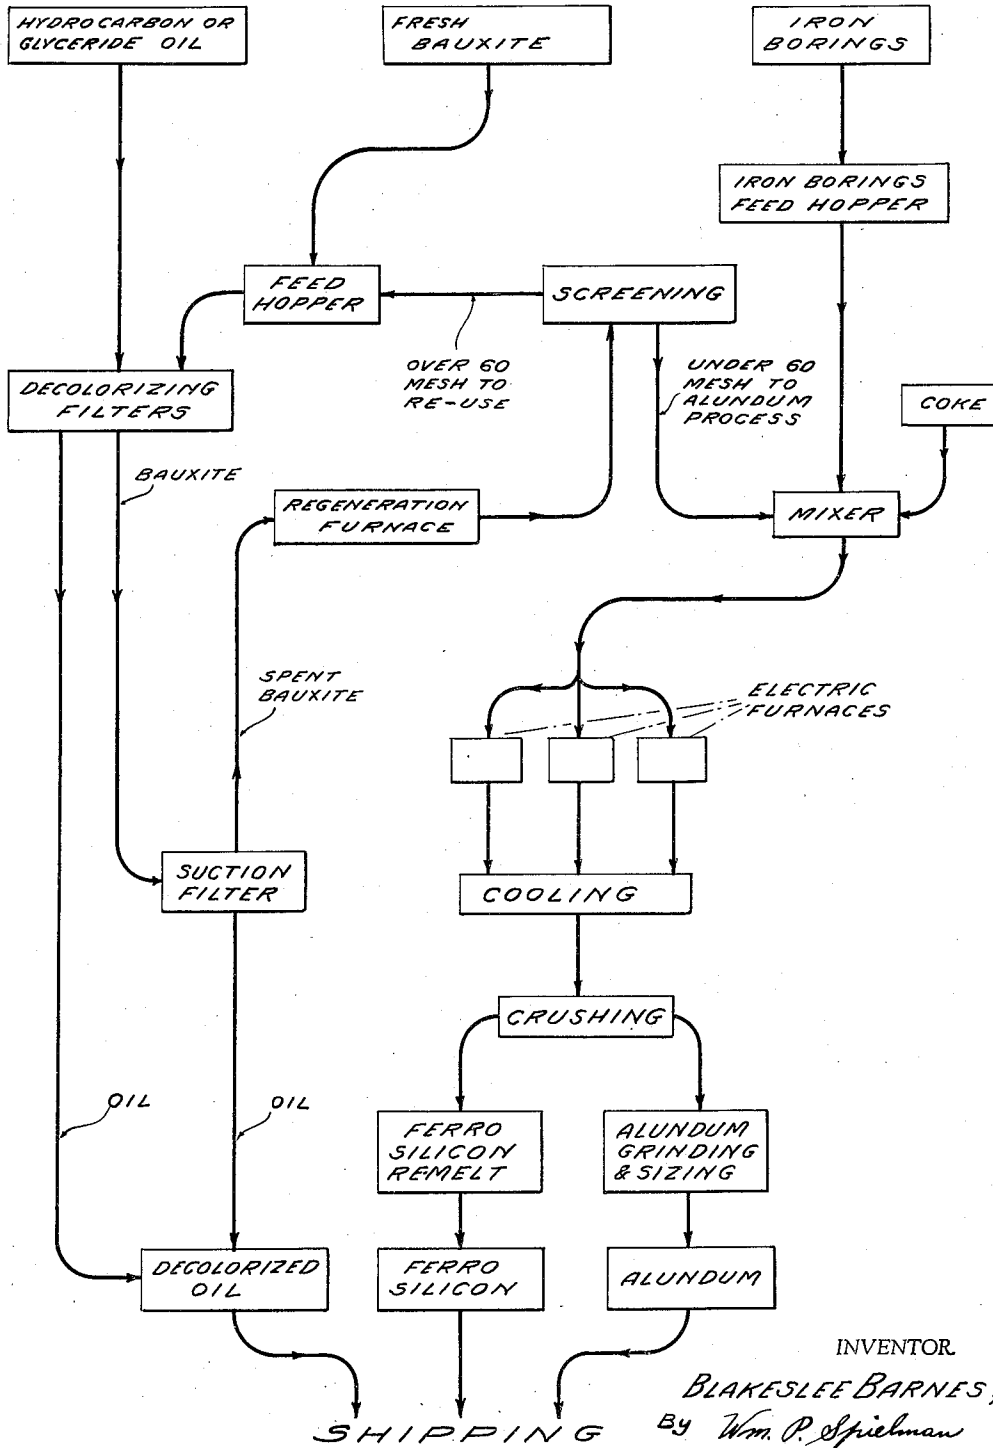 HYDROCARBON OR
GLYCERIDE OIL
FRESH
BAUXITE
IRON
BORINGS
IRON BORINGS
FEED HOPPER
FEED
HOPPER
SCREENING
OVER 60
MESH TO
RE-USE
UNDER 60
MESH TO
ALUNDUM
PROCESS
COKE
DECOLORIZING
FILTERS
BAUXITE
REGENERATION
FURNACE
MIXER
SPENT
BAUXITE
ELECTRIC
FURNACES
SUCTION
FILTER
COOLING
CRUSHING
OIL
OIL
FERRO
SILICON
REMELT
ALUNDUM
GRINDING
& SIZING
DECOLORIZED
OIL
FERRO
SILICON
ALUNDUM
SHIPPING
INVENTOR.
BLAKESLEE BARNES,
By Wm. P. Spielman